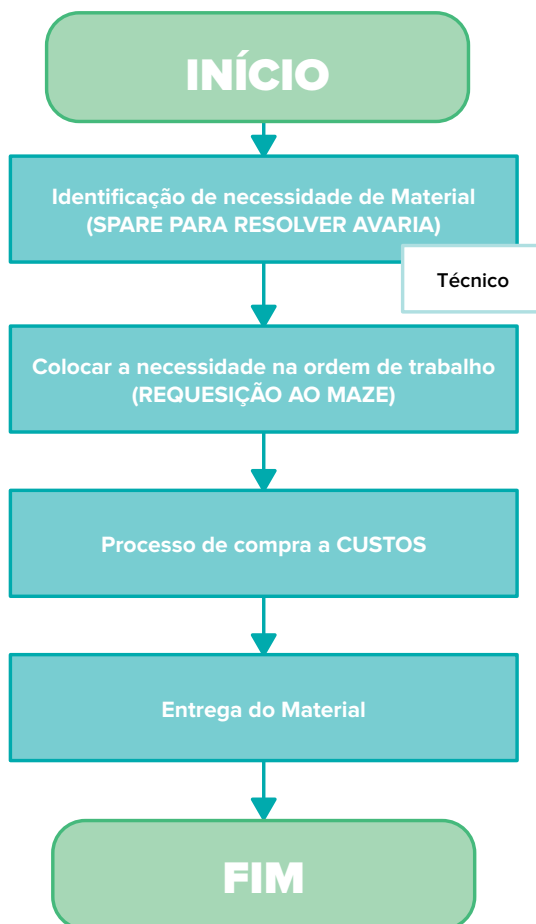 INÍCIO
Identificação de necessidade de Material
(SPARE PARA RESOLVER AVARIA)
Técnico
Colocar a necessidade na ordem de trabalho
(REQUESIÇÃO AO MAZE)
Processo de compra a CUSTOS
Entrega do Material
FIM